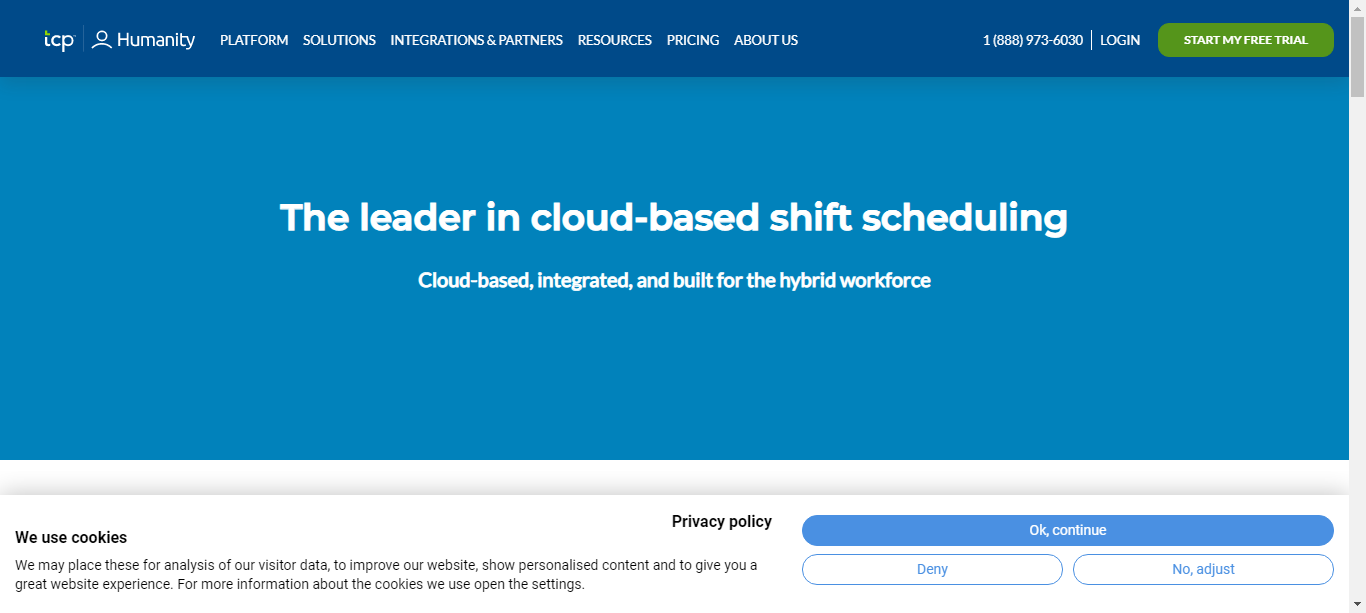 tcp Humanity PLATFORM SOLUTIONS INTEGRATIONS & PARTNERS RESOURCES PRICING ABOUT US 1 (888) 973-6030 LOGIN START MY FREE TRIAL
The leader in cloud-based shift scheduling
Cloud-based, integrated, and built for the hybrid workforce
Privacy policy
We use cookies
We may place these for analysis of our visitor data, to improve our website, show personalised content and to give you a
great website experience. For more information about the cookies we use open the settings.
Ok, continue
Deny No, adjust